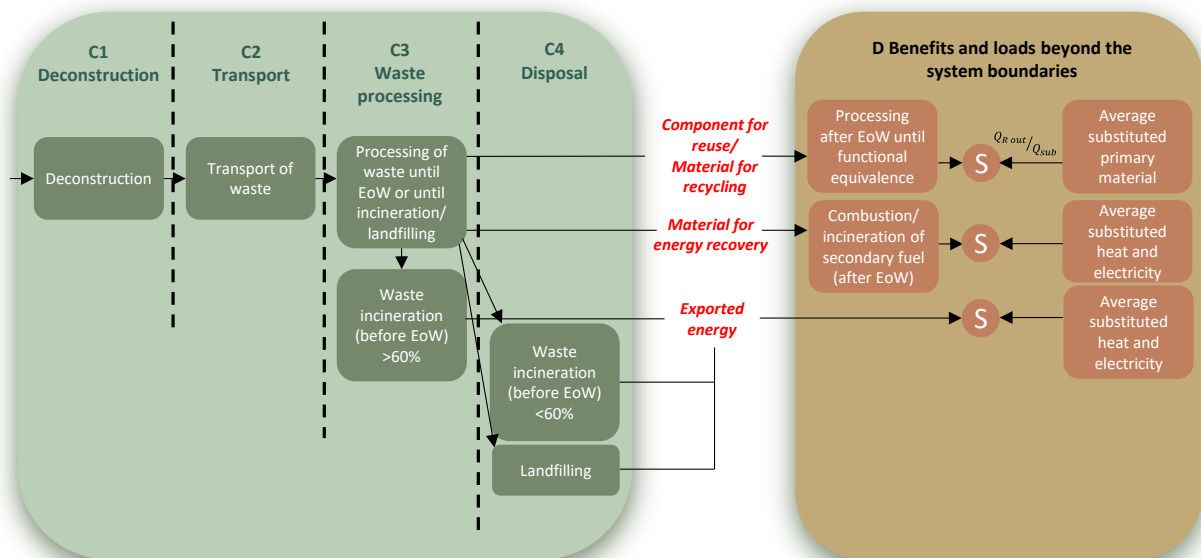 C1
Deconstruction
C2
Transport
C3
Waste
processing
C4
Disposal
Deconstruction
Transport of
waste
Processing of
waste until
EoW or until
incineration/
landfilling
Waste
incineration
(before EoW)
>60%
Waste
incineration
(before EoW)
<60%
Landfilling
Component for
reuse/
Material for
recycling
Material for
energy recovery
Exported
energy
D Benefits and loads beyond the
system boundaries
Processing
after EoW until
functional
equivalence
S
Q_{R out}/Q_{sub}
Average
substituted
primary
material
Combustion/
incineration of
secondary fuel
(after EoW)
S
Average
substituted
heat and
electricity
S
Average
substituted
heat and
electricity